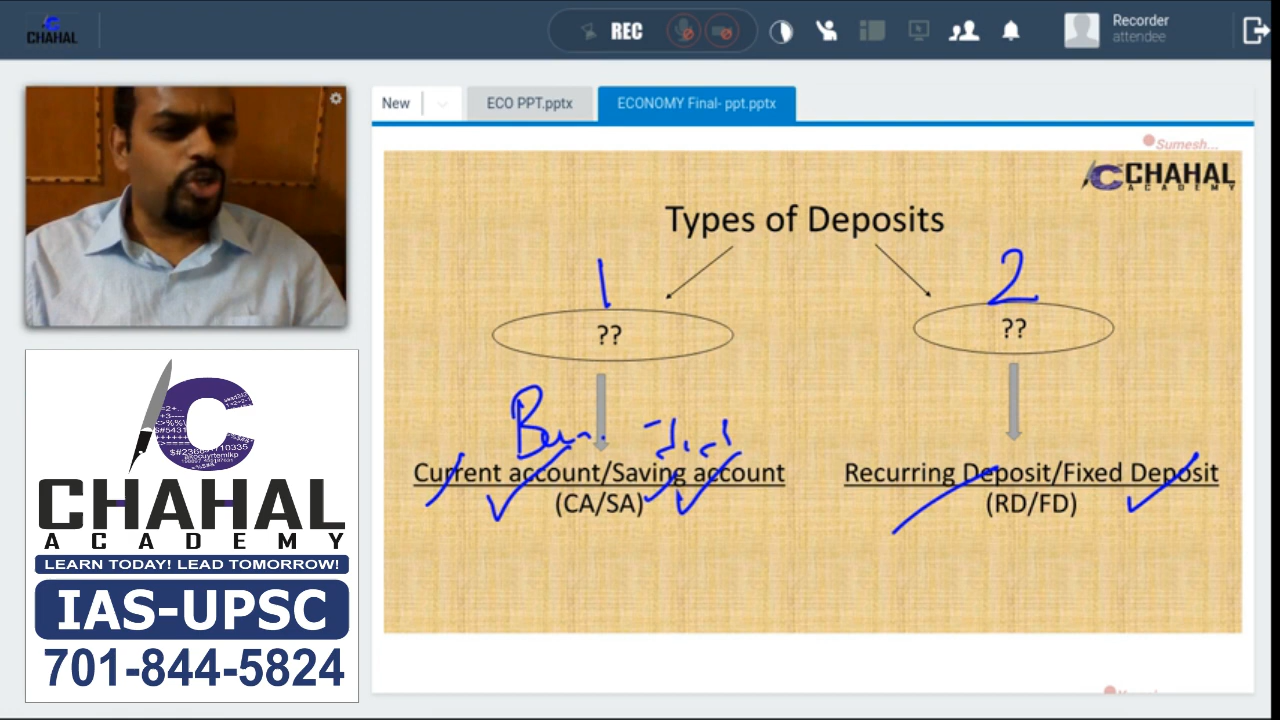 CHAHAL
REC
Recorder
attendee
New
ECO PPT.pptx
ECONOMY Final- ppt.pptx
Sumesh...
CHAHAL
ACADEMY
Types of Deposits
1
2
??
??
Current account/Saving account
(CA/SA)
Recurring Deposit/Fixed Deposit
(RD/FD)
CHAHAL
ACADEMY
LEARN TODAY! LEAD TOMORROW!
IAS-UPSC
701-844-5824